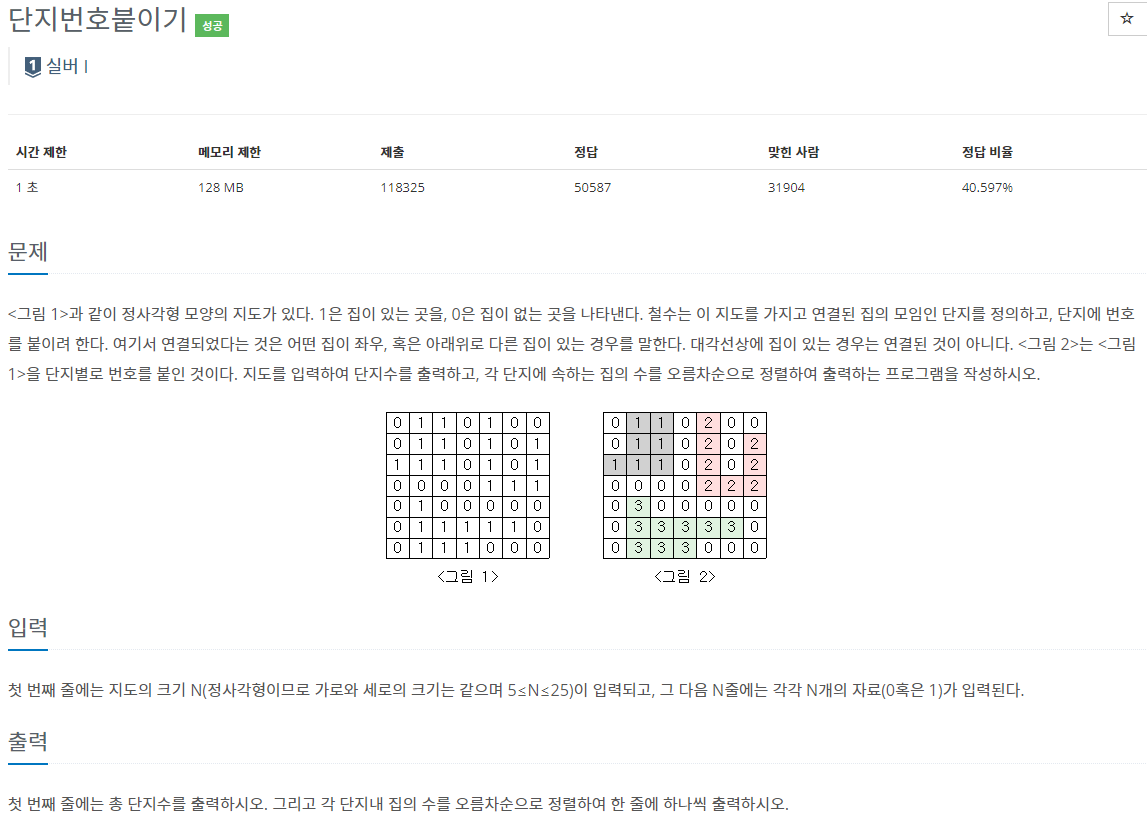 단지번호붙이기 성공
☆
1 실버 I
시간 제한 메모리 제한 제출 정답 맞힌 사람 정답 비율
1 초 128 MB 118325 50587 31904 40.597%
문제
<그림 1>과 같이 정사각형 모양의 지도가 있다. 1은 집이 있는 곳을, 0은 집이 없는 곳을 나타낸다. 철수는 이 지도를 가지고 연결된 집의 모임인 단지를 정의하고, 단지에 번호
를 붙이려 한다. 여기서 연결되었다는 것은 어떤 집이 좌우, 혹은 아래위로 다른 집이 있는 경우를 말한다. 대각선상에 집이 있는 경우는 연결된 것이 아니다. <그림 2>는 <그림
1>을 단지별로 번호를 붙인 것이다. 지도를 입력하여 단지수를 출력하고, 각 단지에 속하는 집의 수를 오름차순으로 정렬하여 출력하는 프로그램을 작성하시오.
0 1 1 0 1 0 0 0 1 1 0 2 0 0
0 1 1 0 1 0 1 0 1 1 0 2 0 2
1 1 1 0 1 0 1 1 1 1 0 2 0 2
0 0 0 0 1 1 1 0 0 0 0 2 2 2
0 1 0 0 0 0 0 0 3 0 0 0 0 0
0 1 1 1 1 1 0 0 3 3 3 3 3 0
0 1 1 1 0 0 0 0 3 3 3 0 0 0
<그림 1> <그림 2>
입력
첫 번째 줄에는 지도의 크기 N(정사각형이므로 가로와 세로의 크기는 같으며 5≤N≤25)이 입력되고, 그 다음 N줄에는 각각 N개의 자료(0혹은 1)가 입력된다.
출력
첫 번째 줄에는 총 단지수를 출력하시오. 그리고 각 단지내 집의 수를 오름차순으로 정렬하여 한 줄에 하나씩 출력하시오.